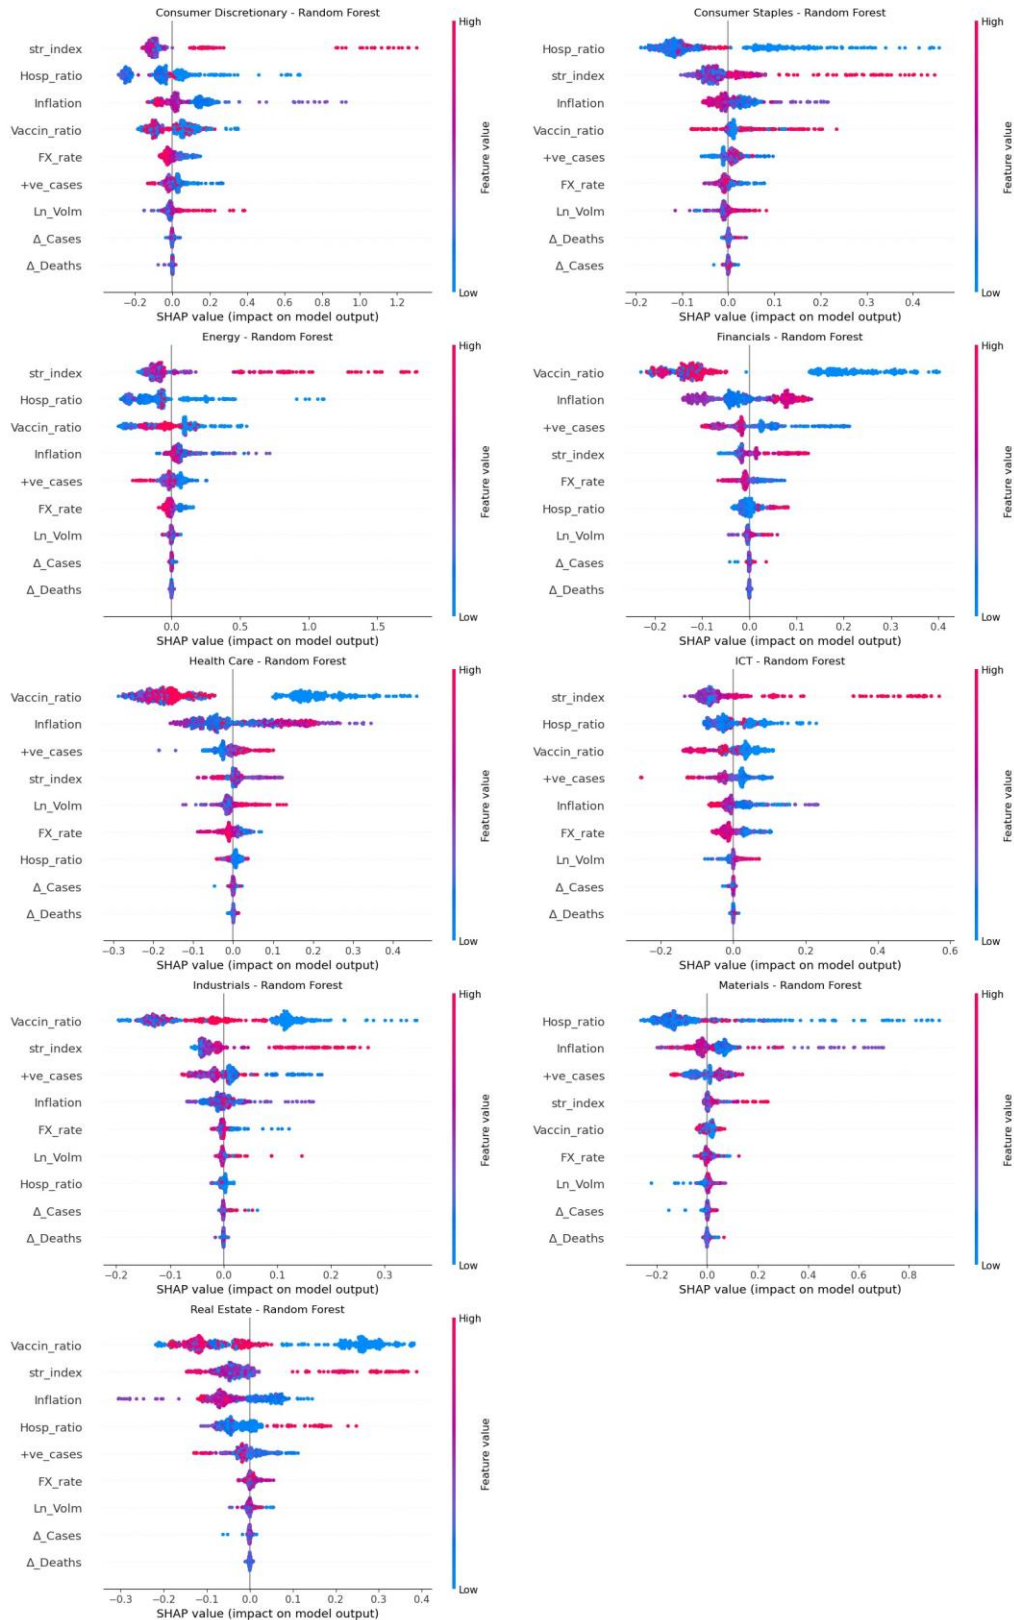 Consumer Discretionary - Random Forest
High
str_index
Hosp_ratio
Inflation
Vaccin_ratio
FX_rate
+ve_cases
Ln_Volm
Δ_Cases
Δ_Deaths
Feature value
Low
−0.2 0.0 0.2 0.4 0.6 0.8 1.0 1.2
SHAP value (impact on model output)
Consumer Staples - Random Forest
High
Hosp_ratio
str_index
Inflation
Vaccin_ratio
+ve_cases
FX_rate
Ln_Volm
Δ_Deaths
Δ_Cases
Feature value
Low
−0.2 −0.1 0.0 0.1 0.2 0.3 0.4
SHAP value (impact on model output)
Energy - Random Forest
High
str_index
Hosp_ratio
Vaccin_ratio
Inflation
+ve_cases
FX_rate
Ln_Volm
Δ_Cases
Δ_Deaths
Feature value
Low
0.0 0.5 1.0 1.5
SHAP value (impact on model output)
Financials - Random Forest
High
Vaccin_ratio
Inflation
+ve_cases
str_index
FX_rate
Hosp_ratio
Ln_Volm
Δ_Cases
Δ_Deaths
Feature value
Low
−0.2 −0.1 0.0 0.1 0.2 0.3 0.4
SHAP value (impact on model output)
Health Care - Random Forest
High
Vaccin_ratio
Inflation
+ve_cases
str_index
Ln_Volm
FX_rate
Hosp_ratio
Δ_Cases
Δ_Deaths
Feature value
Low
−0.3 −0.2 −0.1 0.0 0.1 0.2 0.3 0.4
SHAP value (impact on model output)
ICT - Random Forest
High
str_index
Hosp_ratio
Vaccin_ratio
+ve_cases
Inflation
FX_rate
Ln_Volm
Δ_Cases
Δ_Deaths
Feature value
Low
−0.2 0.0 0.2 0.4 0.6
SHAP value (impact on model output)
Industrials - Random Forest
High
Vaccin_ratio
str_index
+ve_cases
Inflation
FX_rate
Ln_Volm
Hosp_ratio
Δ_Cases
Δ_Deaths
Feature value
Low
−0.2 −0.1 0.0 0.1 0.2 0.3
SHAP value (impact on model output)
Materials - Random Forest
High
Hosp_ratio
Inflation
+ve_cases
str_index
Vaccin_ratio
FX_rate
Ln_Volm
Δ_Cases
Δ_Deaths
Feature value
Low
−0.2 0.0 0.2 0.4 0.6 0.8
SHAP value (impact on model output)
Real Estate - Random Forest
High
Vaccin_ratio
str_index
Inflation
Hosp_ratio
+ve_cases
FX_rate
Ln_Volm
Δ_Cases
Δ_Deaths
Feature value
Low
−0.3 −0.2 −0.1 0.0 0.1 0.2 0.3 0.4
SHAP value (impact on model output)